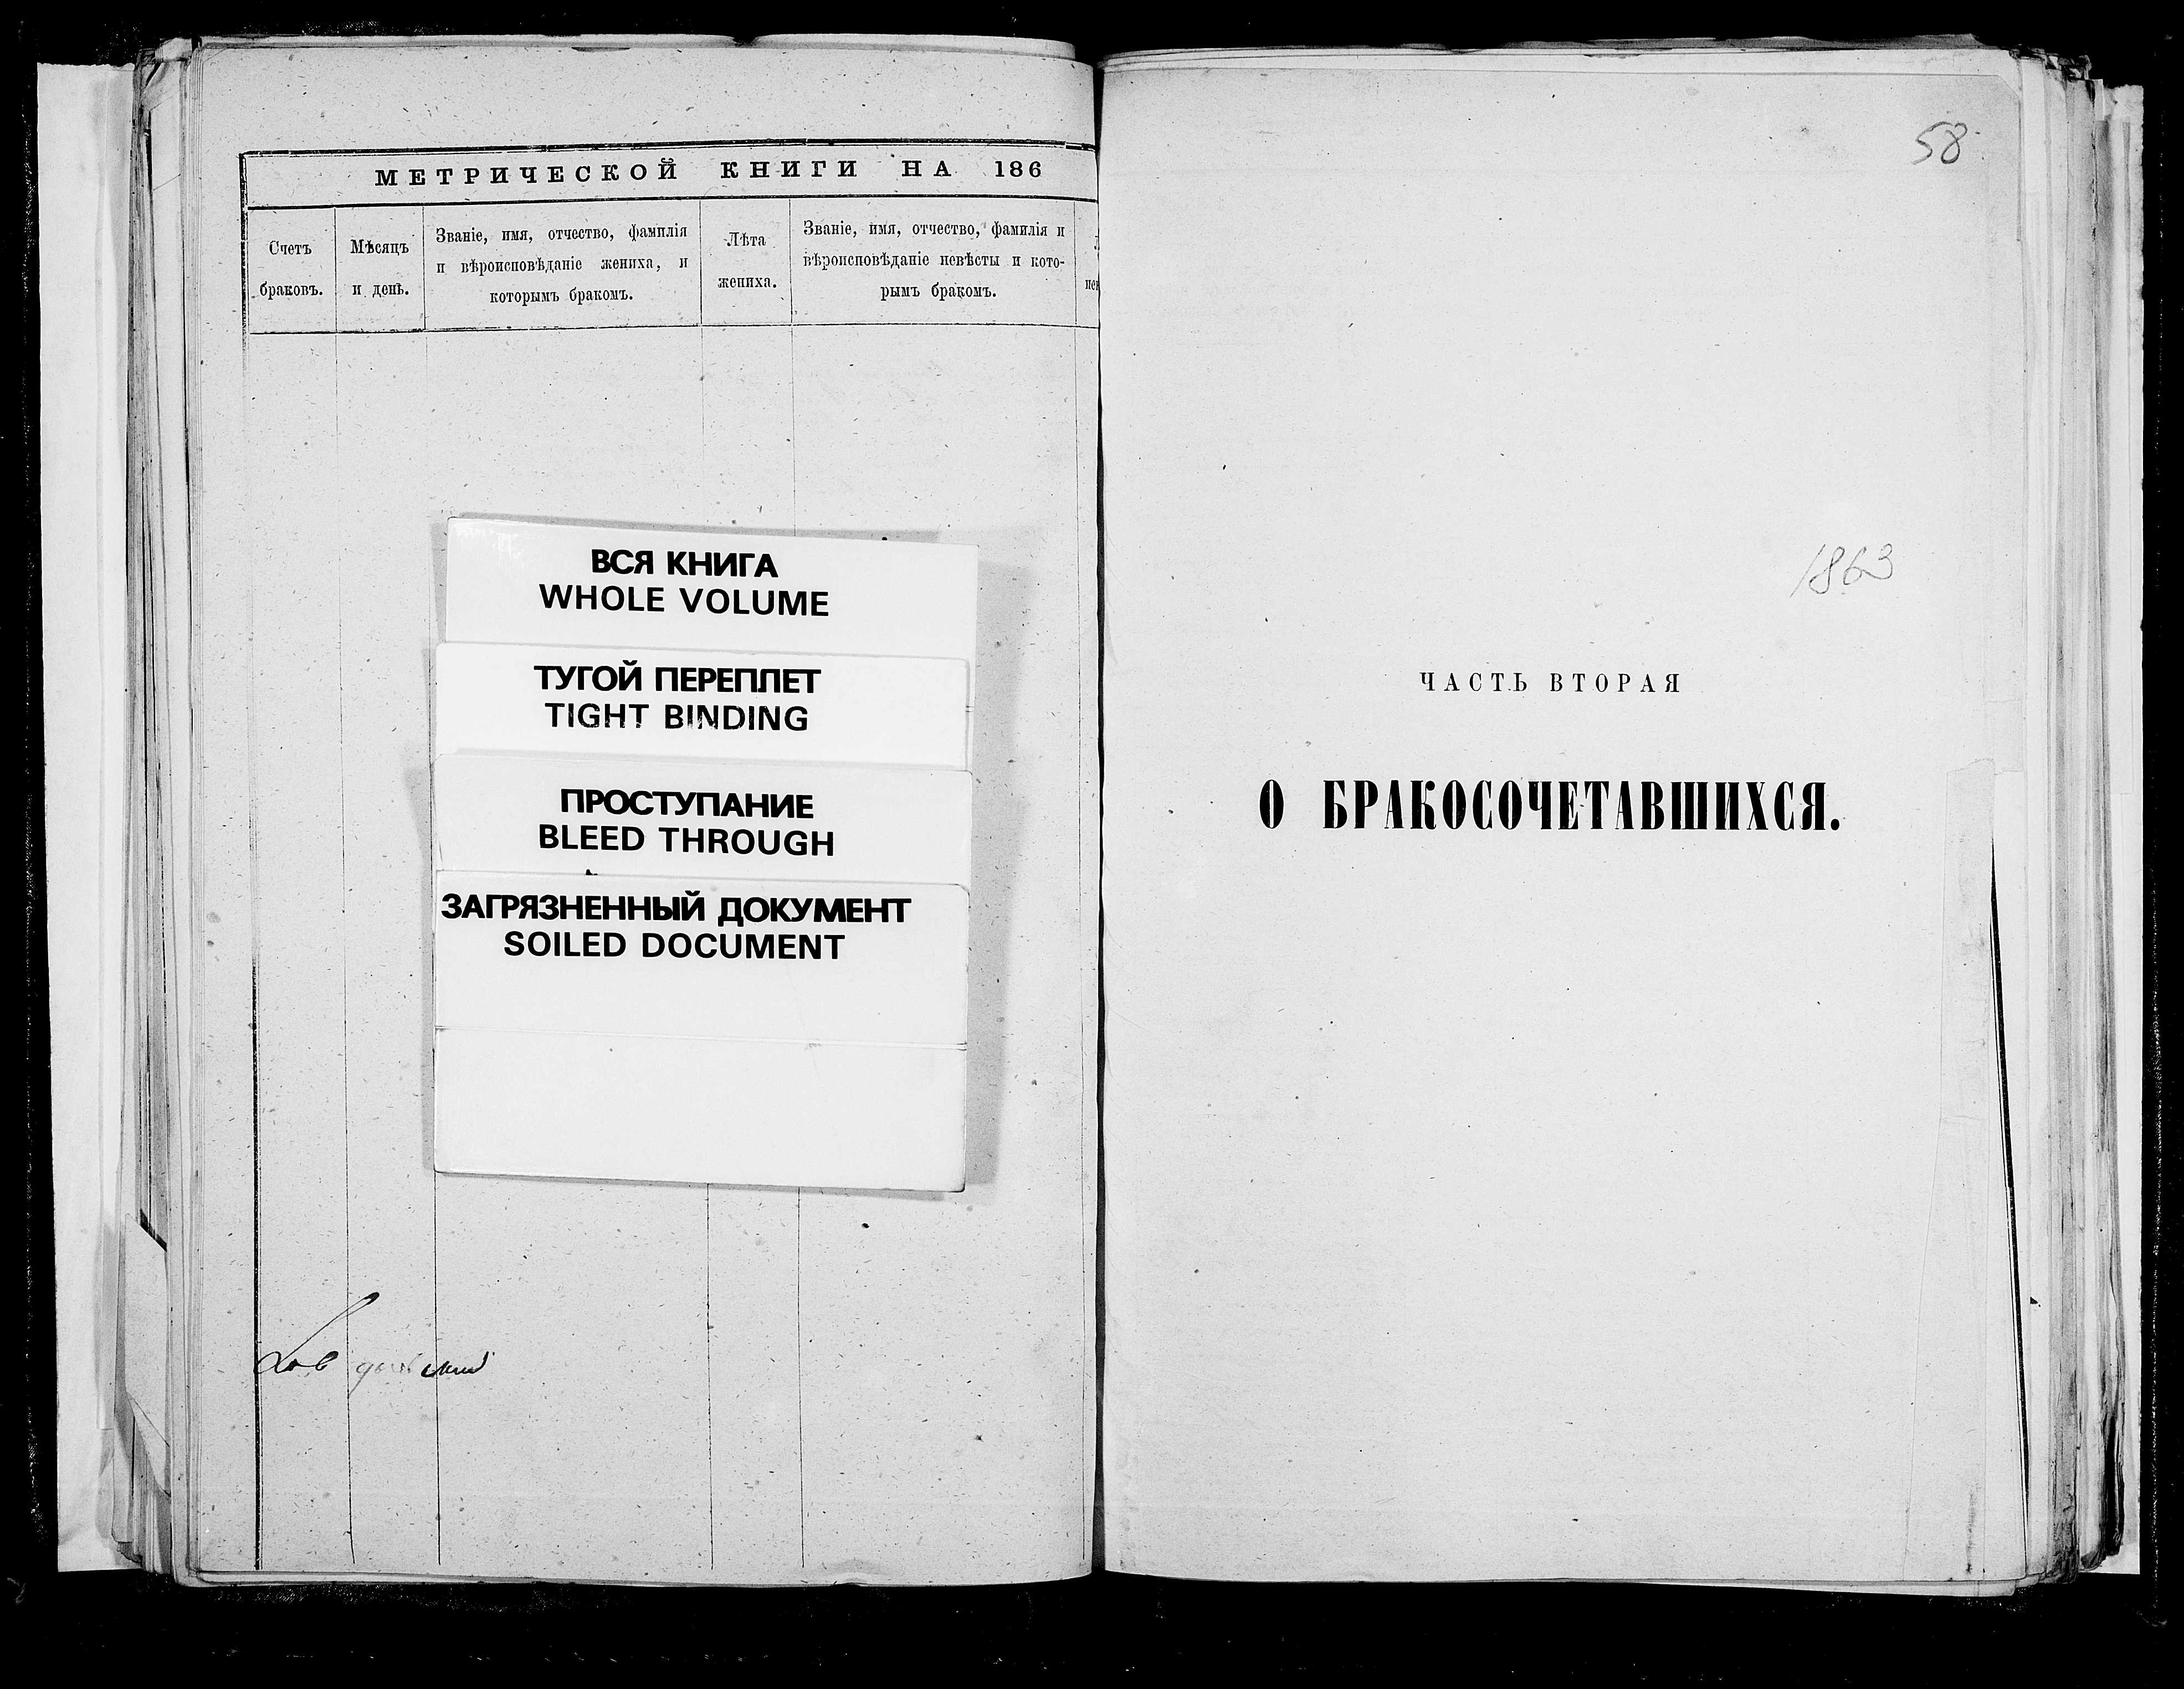 МЕТРИЧЕСКОЙ КНИГИ НА 186
Счетъ
браковъ.
Мѣсяцъ
и день.
Званіе, имя, отчество, фамилія
и вѣроисповѣданіе жениха, и
которымъ бракомъ.
Лѣта
жениха.
Званіе, имя, отчество, фамилія и
вѣроисповѣданіе невѣсты и кото-
рымъ бракомъ.
ВСЯ КНИГА
WHOLE VOLUME
ТУГОЙ ПЕРЕПЛЕТ
TIGHT BINDING
ПРОСТУПАНИЕ
BLEED THROUGH
ЗАГРЯЗНЕННЫЙ ДОКУМЕНТ
SOILED DOCUMENT
58
1863
ЧАСТЬ ВТОРАЯ
О БРАКОСОЧЕТАВШИХСЯ.